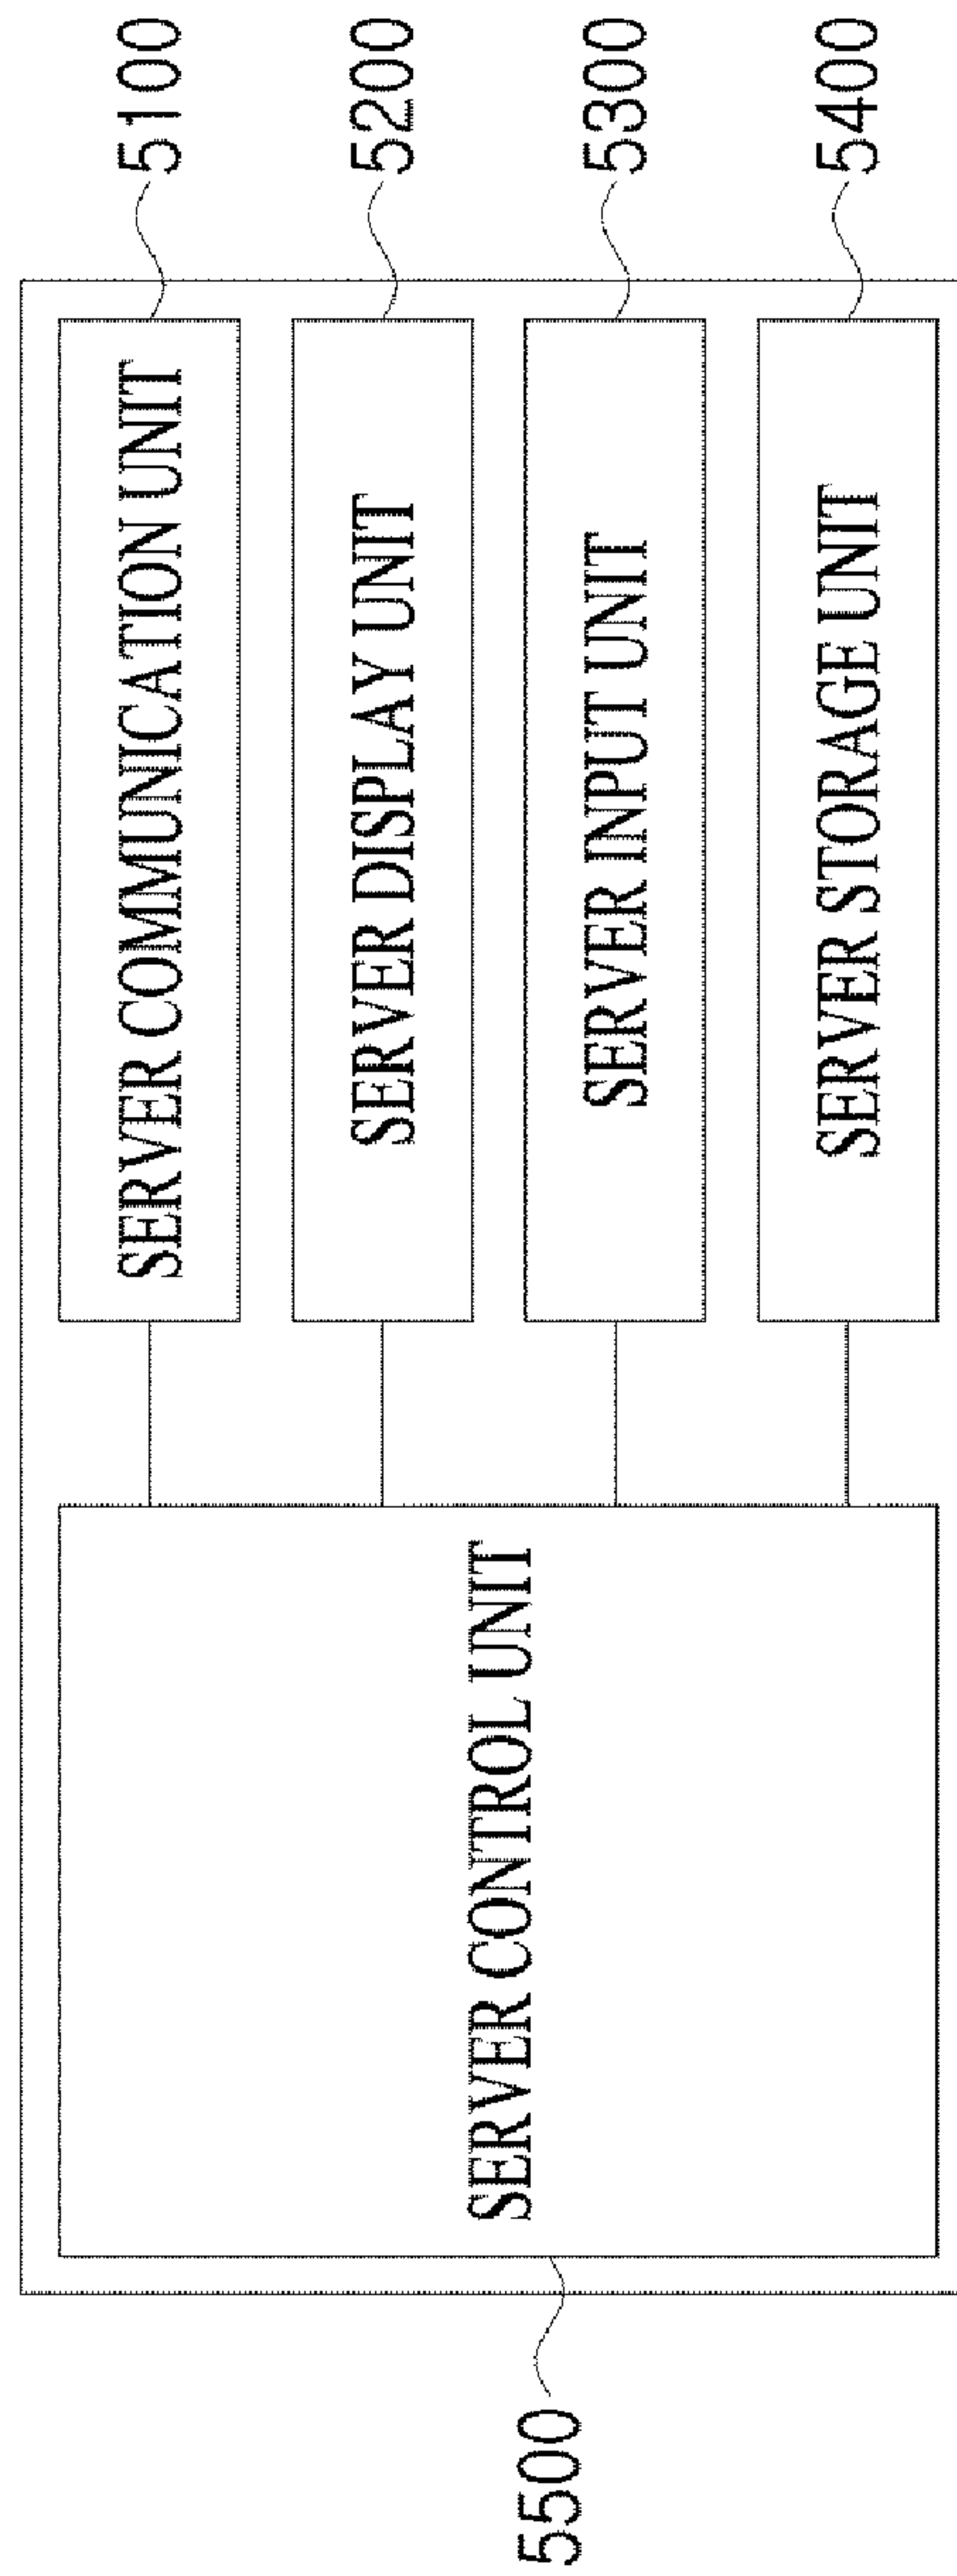 5500
SERVER CONTROL UNIT
SERVER COMMUNICATION UNIT
5100
SERVER DISPLAY UNIT
5200
SERVER INPUT UNIT
5300
SERVER STORAGE UNIT
5400